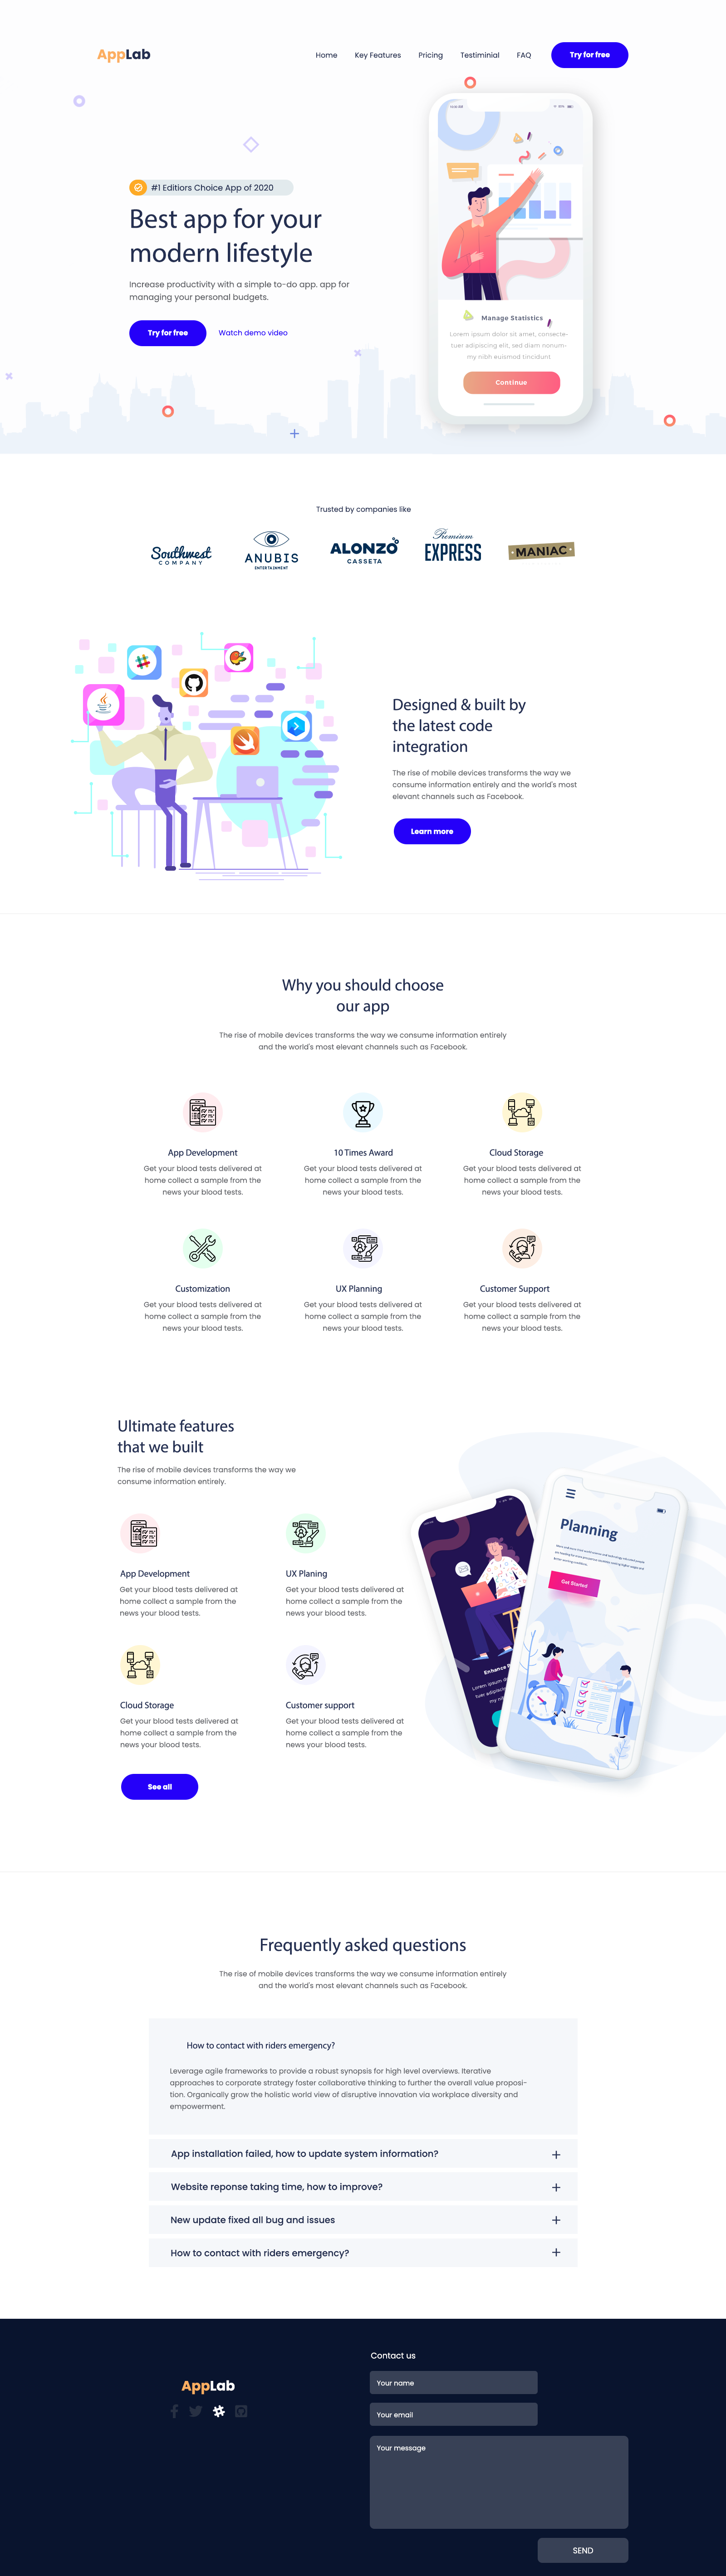 AppLab
Home Key Features Pricing Testiminial FAQ Try for free
#1 Editiors Choice App of 2020
Best app for your
modern lifestyle
Increase productivity with a simple to-do app. app for
managing your personal budgets.
Try for free Watch demo video
Manage Statistics
Lorem ipsum dolor sit amet, consecte-
tuer adipiscing elit, sed diam nonum-
my nibh euismod tincidunt
Continue
Trusted by companies like
Southwest
COMPANY
ANUBIS
ENTERTAINMENT
ALONZO
CASSETA
Premium
EXPRESS
MANIAC
Designed & built by
the latest code
integration
The rise of mobile devices transforms the way we
consume information entirely and the world's most
elevant channels such as Facebook.
Learn more
Why you should choose
our app
The rise of mobile devices transforms the way we consume information entirely
and the world's most elevant channels such as Facebook.
App Development
Get your blood tests delivered at
home collect a sample from the
news your blood tests.
10 Times Award
Get your blood tests delivered at
home collect a sample from the
news your blood tests.
Cloud Storage
Get your blood tests delivered at
home collect a sample from the
news your blood tests.
Customization
Get your blood tests delivered at
home collect a sample from the
news your blood tests.
UX Planning
Get your blood tests delivered at
home collect a sample from the
news your blood tests.
Customer Support
Get your blood tests delivered at
home collect a sample from the
news your blood tests.
Ultimate features
that we built
The rise of mobile devices transforms the way we
consume information entirely.
App Development
Get your blood tests delivered at
home collect a sample from the
news your blood tests.
UX Planing
Get your blood tests delivered at
home collect a sample from the
news your blood tests.
Cloud Storage
Get your blood tests delivered at
home collect a sample from the
news your blood tests.
Customer support
Get your blood tests delivered at
home collect a sample from the
news your blood tests.
See all
Enhance
Lorem ipsum
tuer adipisc
Planning
Get Started
Frequently asked questions
The rise of mobile devices transforms the way we consume information entirely
and the world's most elevant channels such as Facebook.
How to contact with riders emergency?
Leverage agile frameworks to provide a robust synopsis for high level overviews. Iterative
approaches to corporate strategy foster collaborative thinking to further the overall value proposi-
tion. Organically grow the holistic world view of disruptive innovation via workplace diversity and
empowerment.
App installation failed, how to update system information? +
Website reponse taking time, how to improve? +
New update fixed all bug and issues +
How to contact with riders emergency? +
AppLab
Contact us
Your name
Your email
Your message
SEND